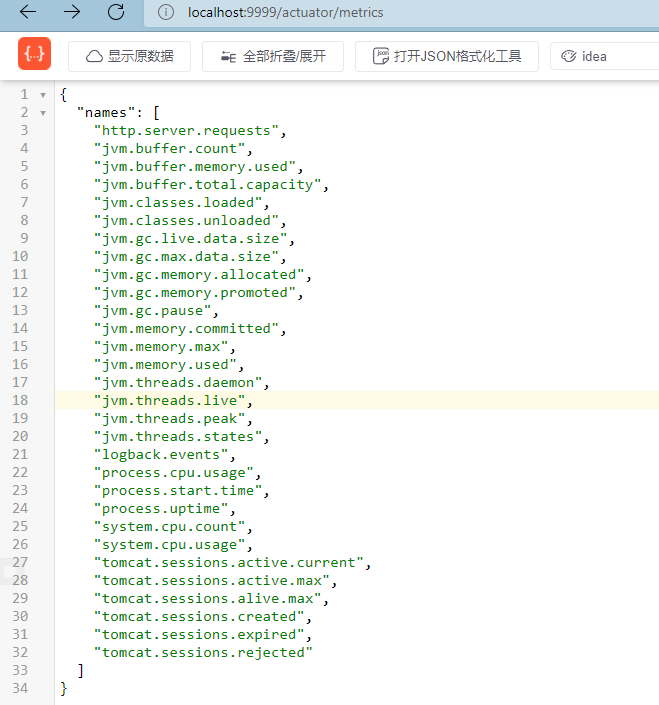 localhost:9999/actuator/metrics
{...} 显示原数据 全部折叠/展开 json 打开JSON格式化工具 idea
1 {
2 "names": [
3 "http.server.requests",
4 "jvm.buffer.count",
5 "jvm.buffer.memory.used",
6 "jvm.buffer.total.capacity",
7 "jvm.classes.loaded",
8 "jvm.classes.unloaded",
9 "jvm.gc.live.data.size",
10 "jvm.gc.max.data.size",
11 "jvm.gc.memory.allocated",
12 "jvm.gc.memory.promoted",
13 "jvm.gc.pause",
14 "jvm.memory.committed",
15 "jvm.memory.max",
16 "jvm.memory.used",
17 "jvm.threads.daemon",
18 "jvm.threads.live",
19 "jvm.threads.peak",
20 "jvm.threads.states",
21 "logback.events",
22 "process.cpu.usage",
23 "process.start.time",
24 "process.uptime",
25 "system.cpu.count",
26 "system.cpu.usage",
27 "tomcat.sessions.active.current",
28 "tomcat.sessions.active.max",
29 "tomcat.sessions.alive.max",
30 "tomcat.sessions.created",
31 "tomcat.sessions.expired",
32 "tomcat.sessions.rejected"
33 ]
34 }